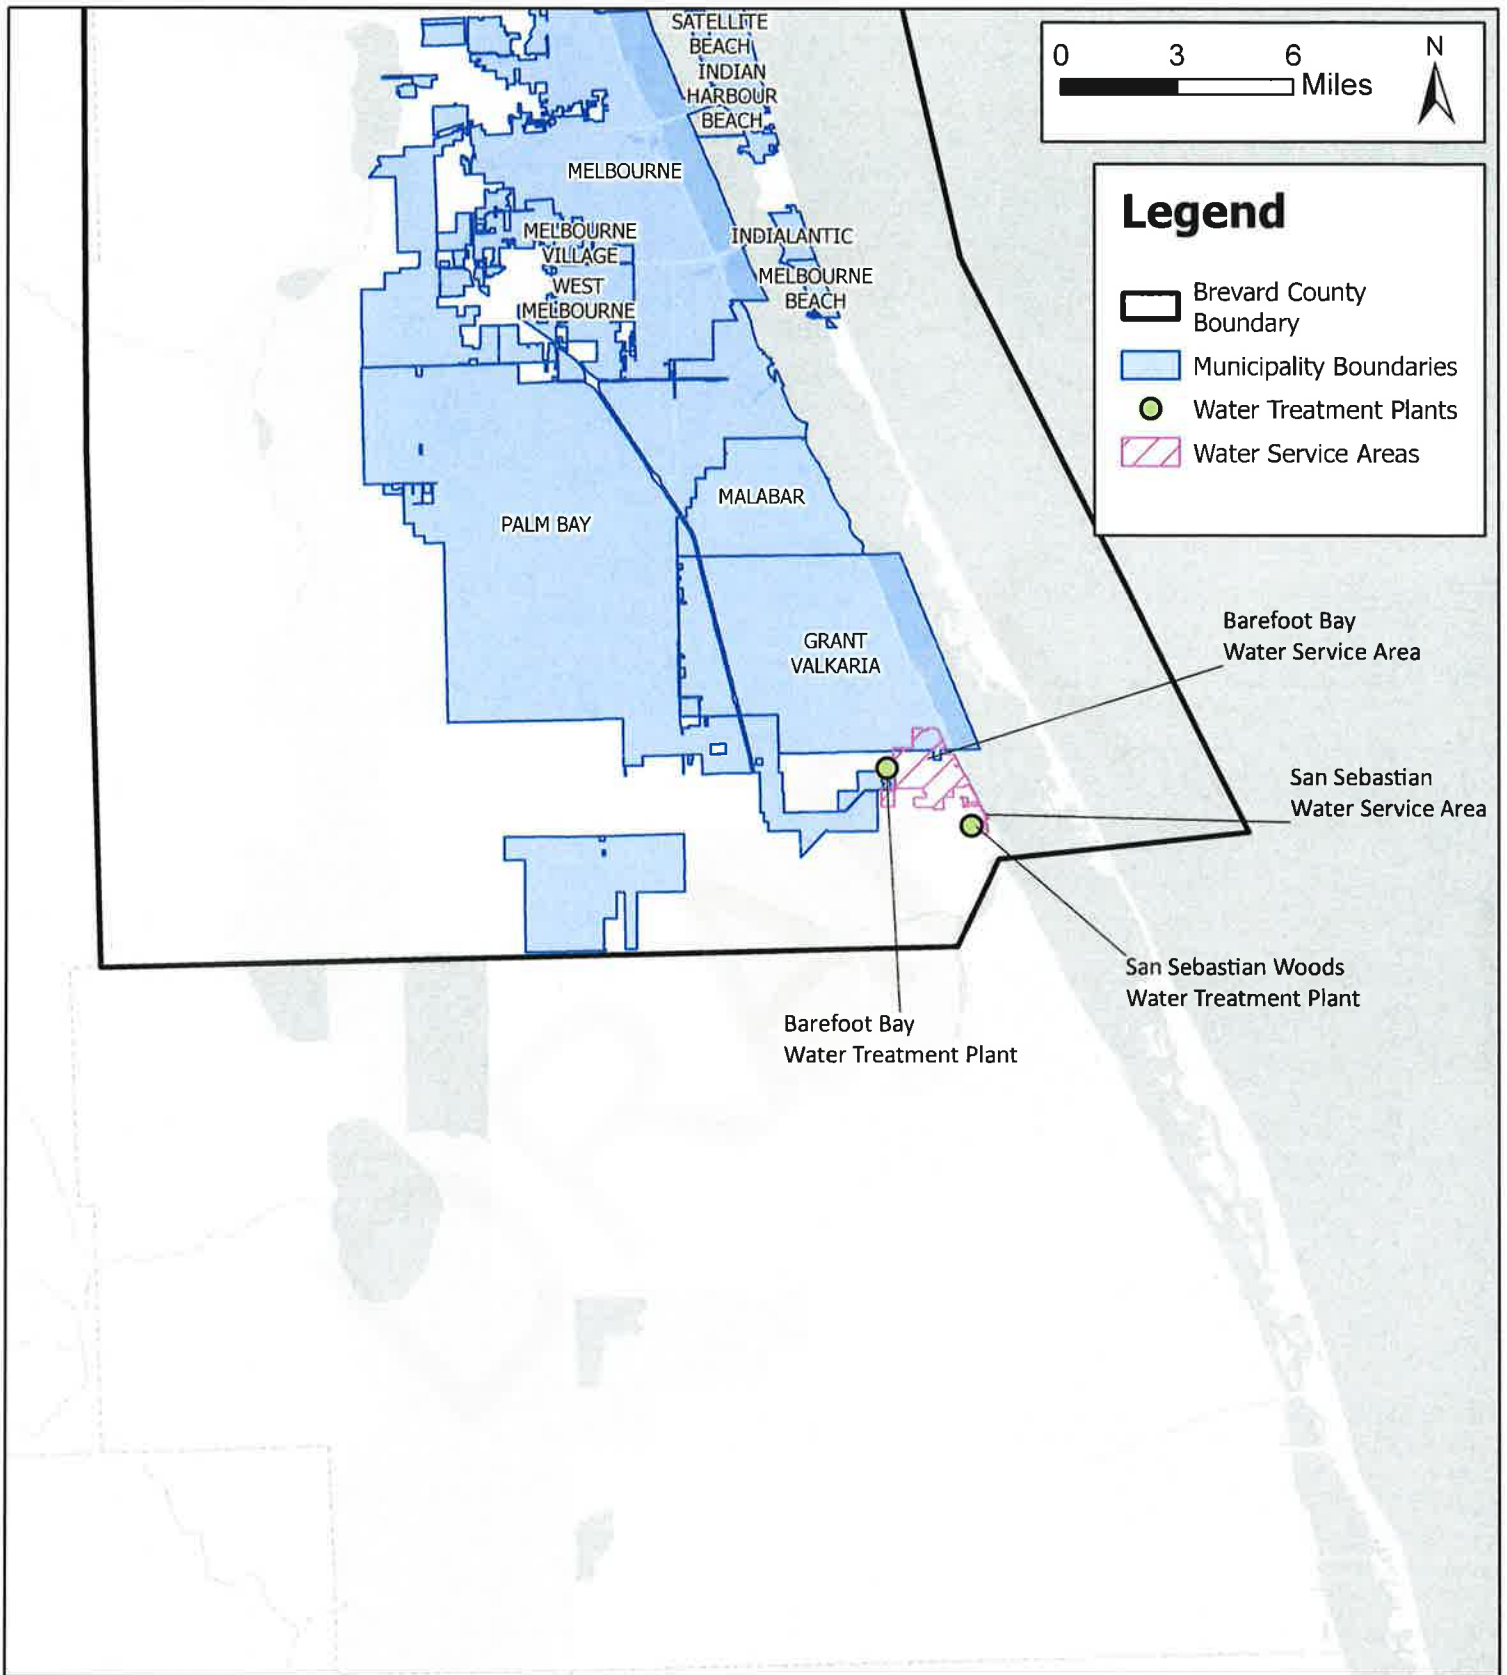 SATELLITE
BEACH
INDIAN
HARBOUR
BEACH
0 3 6
Miles
N
MELBOURNE
Legend
MELBOURNE
VILLAGE
INDIALANTIC
WEST
MELBOURNE
MELBOURNE
BEACH
Brevard County
Boundary
Municipality Boundaries
Water Treatment Plants
Water Service Areas
MALABAR
PALM BAY
GRANT
VALKARIA
Barefoot Bay
Water Service Area
San Sebastian
Water Service Area
San Sebastian Woods
Water Treatment Plant
Barefoot Bay
Water Treatment Plant